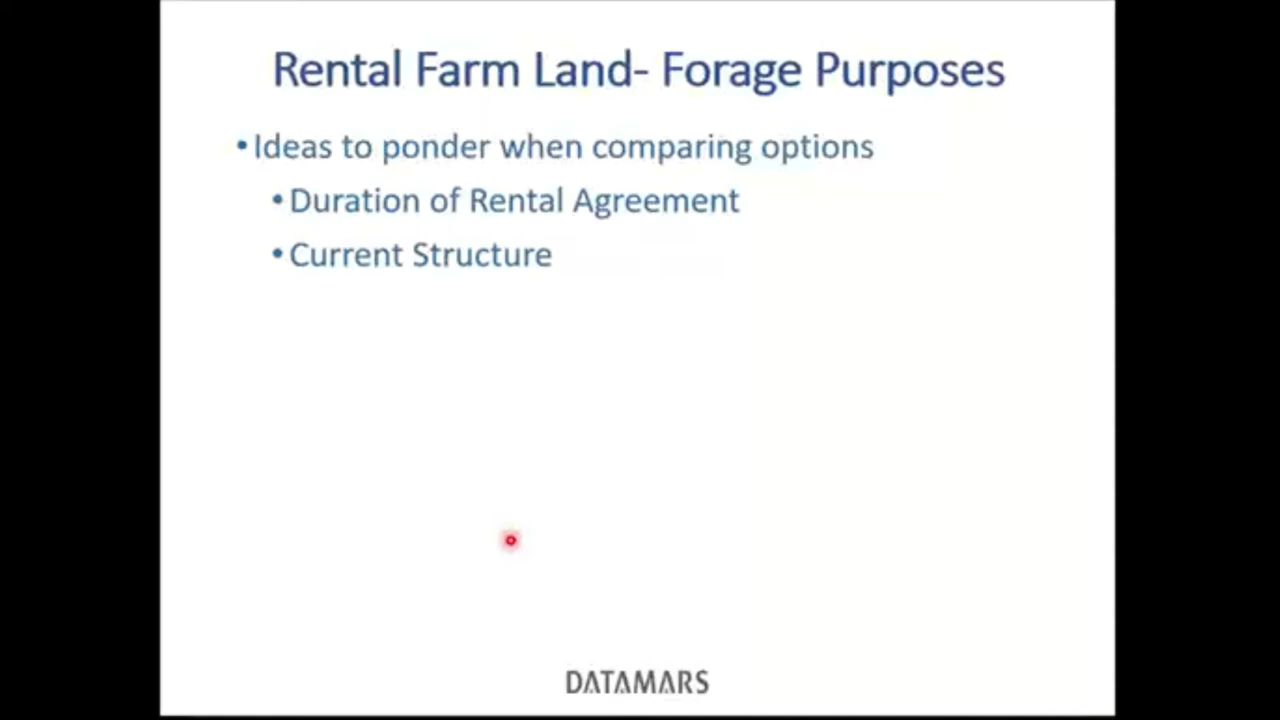 Rental Farm Land- Forage Purposes
•Ideas to ponder when comparing options
•Duration of Rental Agreement
•Current Structure
DATAMARS